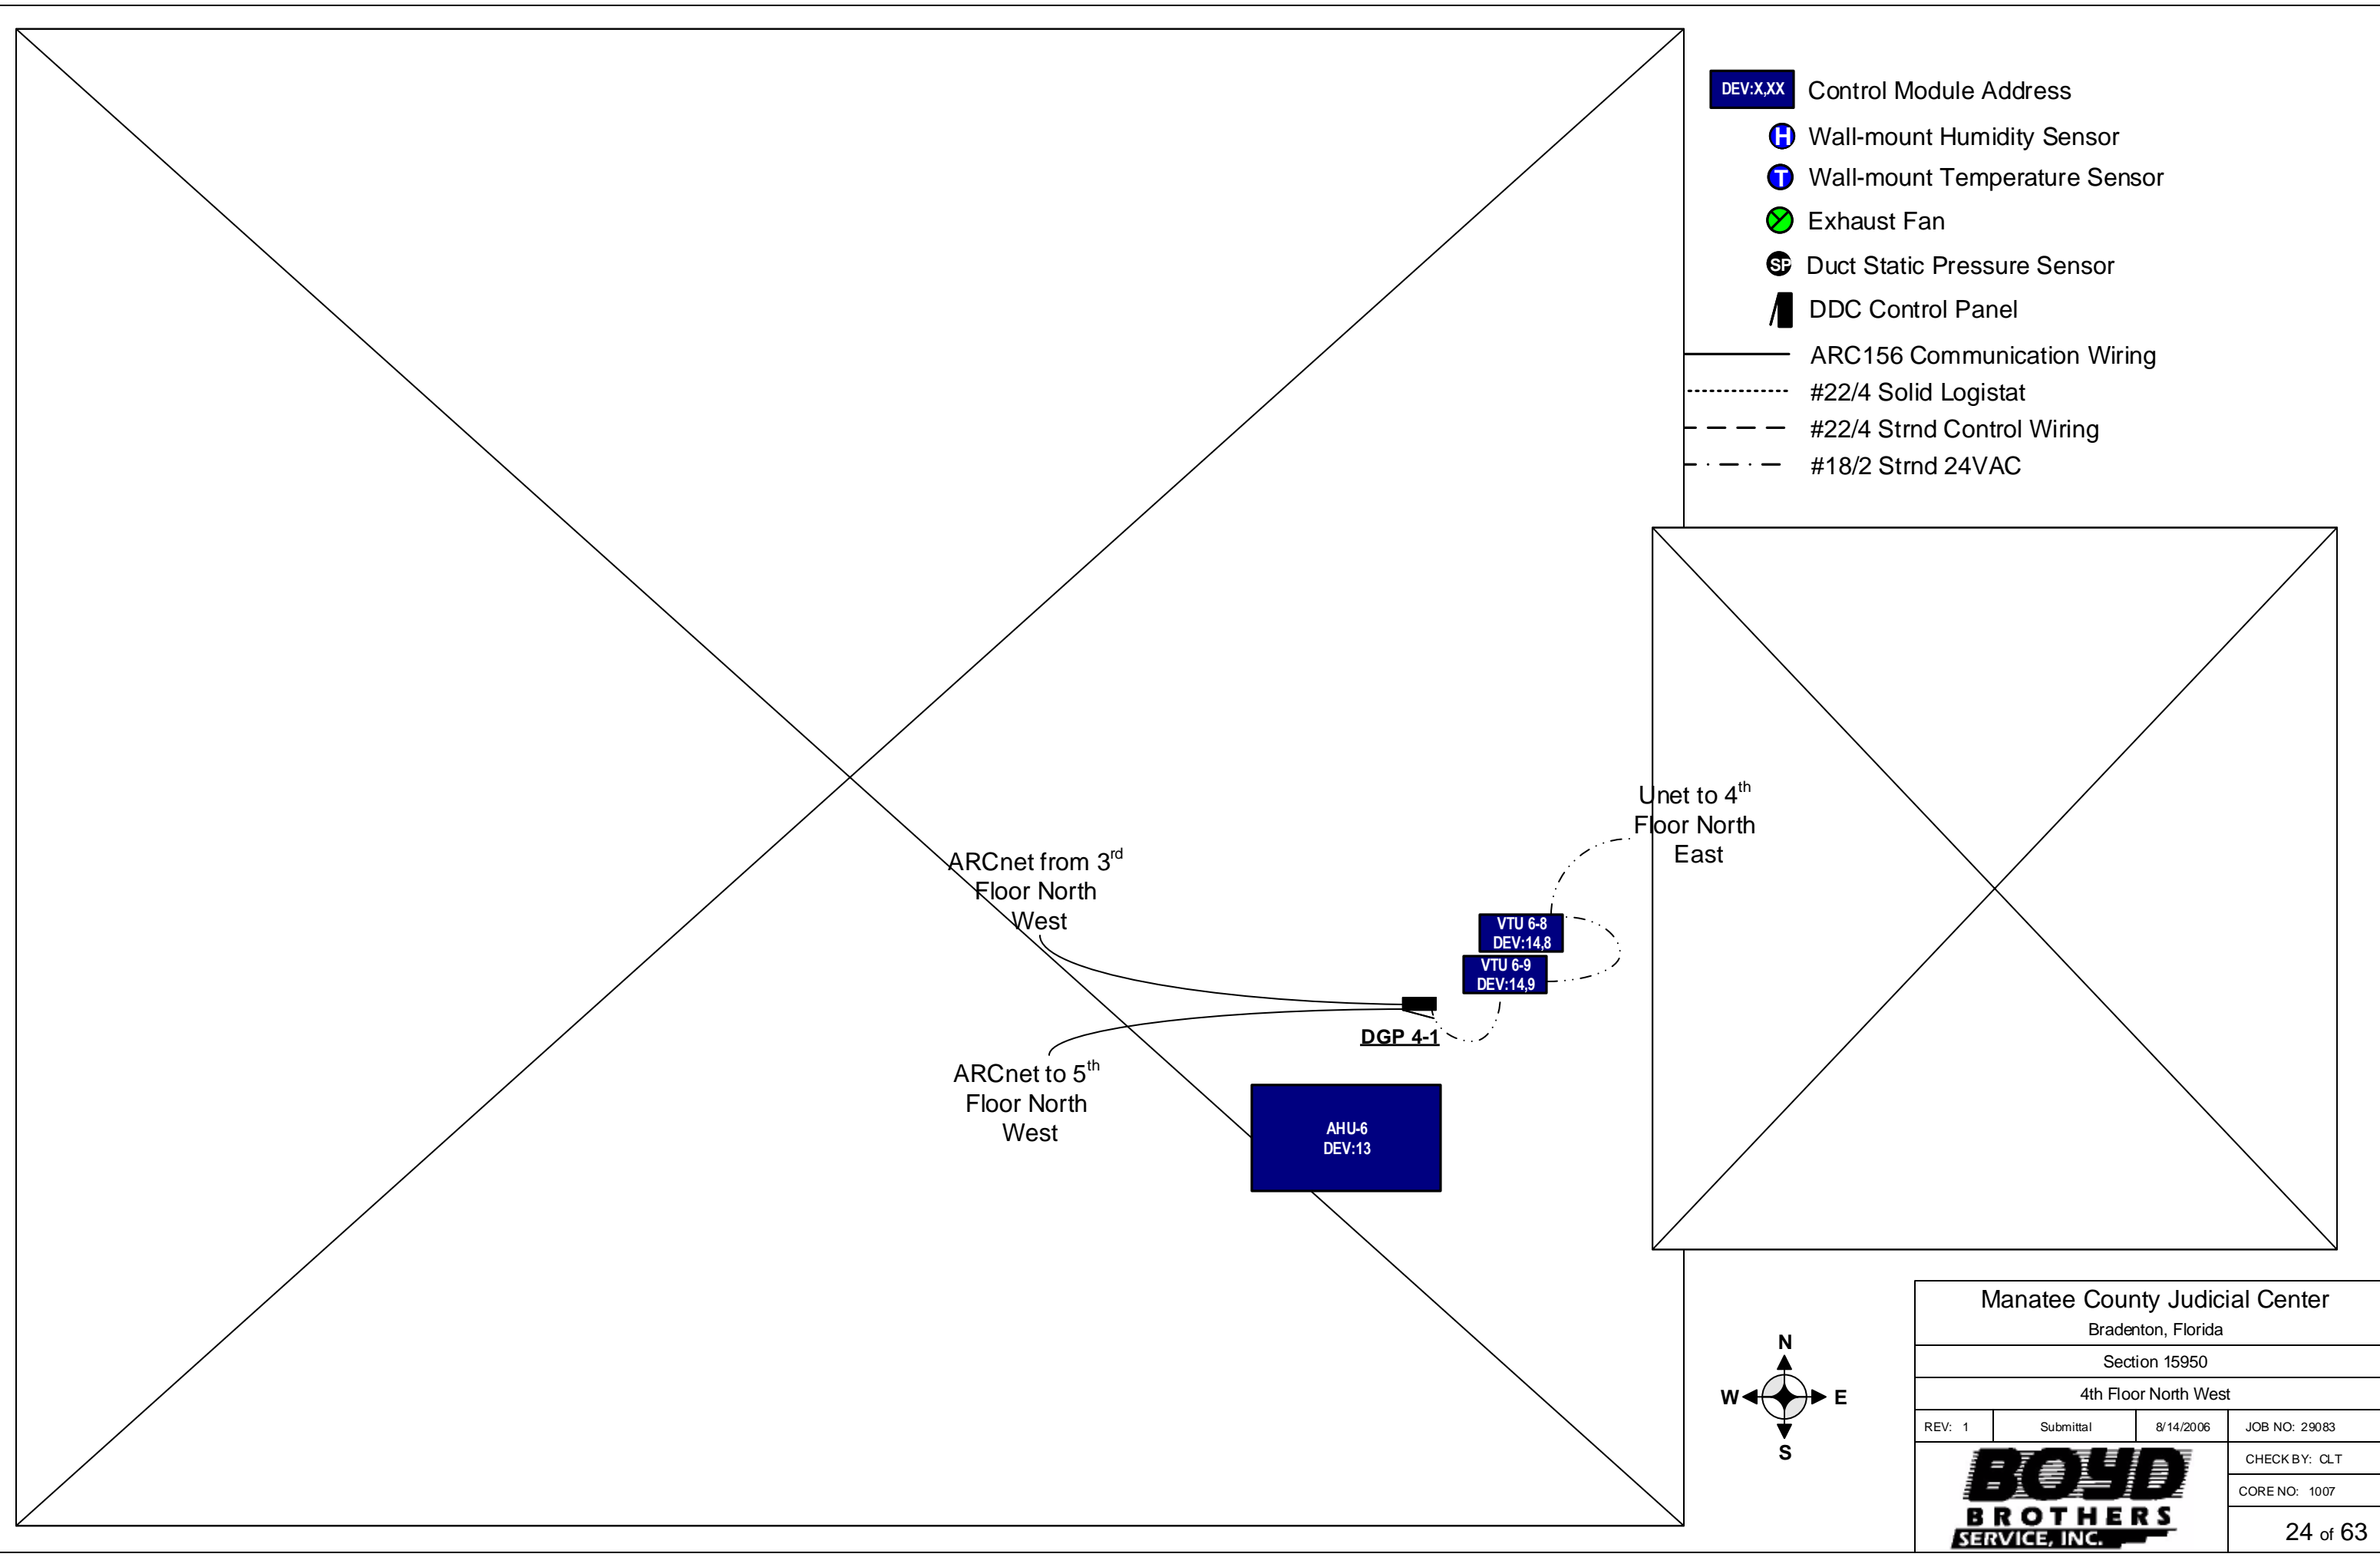 DEV:X,XX Control Module Address
H Wall-mount Humidity Sensor
T Wall-mount Temperature Sensor
Exhaust Fan
SP Duct Static Pressure Sensor
DDC Control Panel
ARC156 Communication Wiring
#22/4 Solid Logistat
#22/4 Strnd Control Wiring
#18/2 Strnd 24VAC
Unet to 4th
Floor North
East
ARCnet from 3rd
Floor North
West
VTU 6-8
DEV:14,8
VTU 6-9
DEV:14,9
DGP 4-1
ARCnet to 5th
Floor North
West
AHU-6
DEV:13
N
W E
S
Manatee County Judicial Center
Bradenton, Florida
Section 15950
4th Floor North West
REV: 1 Submittal 8/14/2006 JOB NO: 29083
CHECK BY: CLT
CORE NO: 1007
24 of 63
BOYD
BROTHERS
SERVICE, INC.